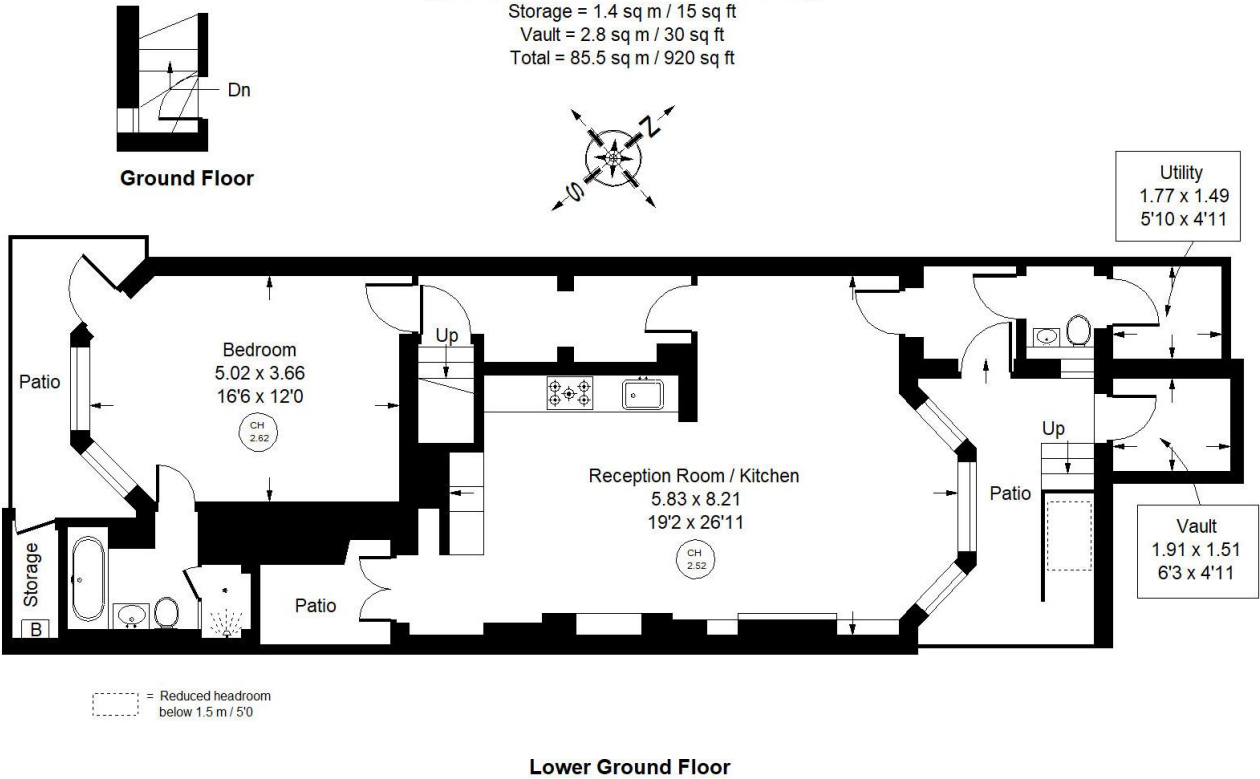 Storage = 1.4 sq m / 15 sq ft
Vault = 2.8 sq m / 30 sq ft
Total = 85.5 sq m / 920 sq ft
Dn
Ground Floor
N
S
Utility
1.77 x 1.49
5'10 x 4'11
Patio
Bedroom
5.02 x 3.66
16'6 x 12'0
CH
2.62
Up
Reception Room / Kitchen
5.83 x 8.21
19'2 x 26'11
CH
2.52
Up
Patio
Vault
1.91 x 1.51
6'3 x 4'11
Storage
B
Patio
= Reduced headroom
below 1.5 m / 5'0
Lower Ground Floor